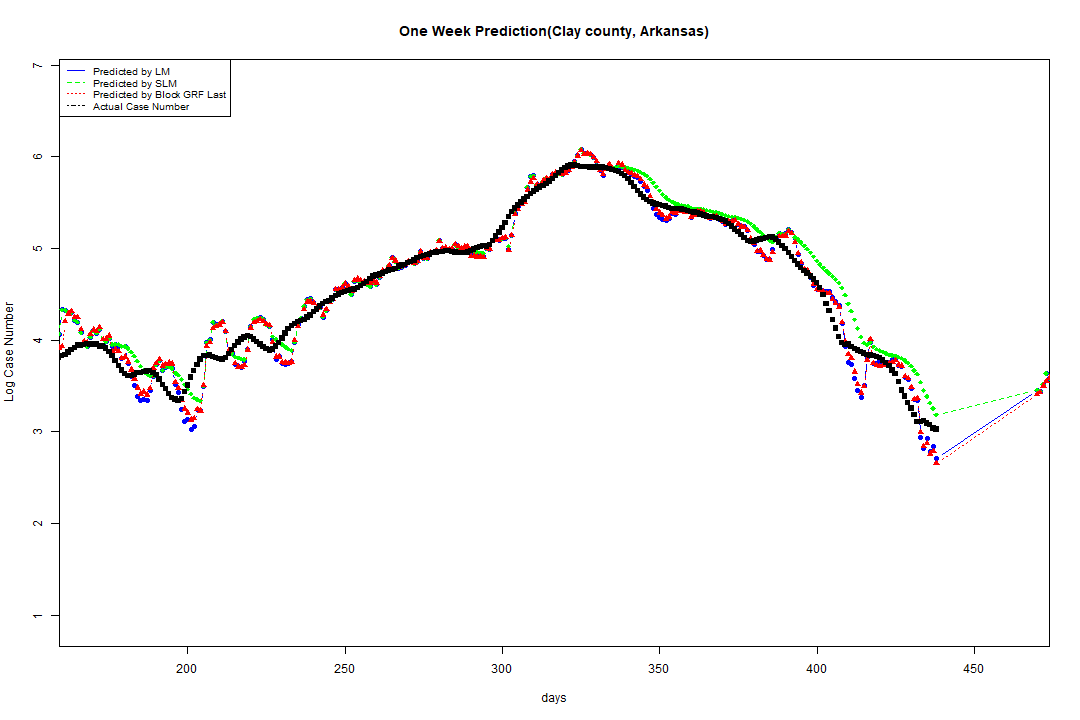 One Week Prediction(Clay county, Arkansas)
Predicted by LM
Predicted by SLM
Predicted by Block GRF Last
Actual Case Number
7
6
5
4
3
2
1
Log Case Number
200 250 300 350 400 450
days